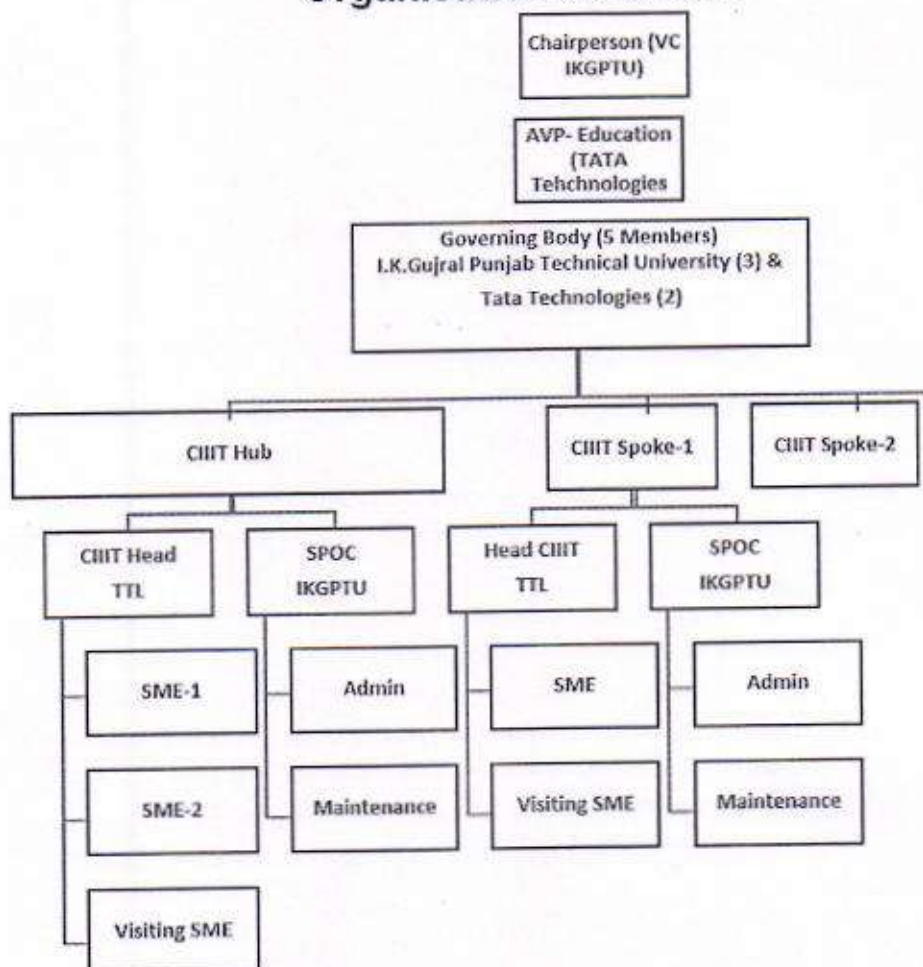 Chairperson (VC
IKGPTU)
AVP- Education
(TATA
Tehchnologies
Governing Body (5 Members)
I.K.Gujral Punjab Technical University (3) &
Tata Technologies (2)
CIIIT Hub
CIIIT Spoke-1
CIIIT Spoke-2
CIIIT Head
TTL
SPOC
IKGPTU
Head CIIIT
TTL
SPOC
IKGPTU
SME-1
Admin
SME
Admin
SME-2
Maintenance
Visiting SME
Maintenance
Visiting SME